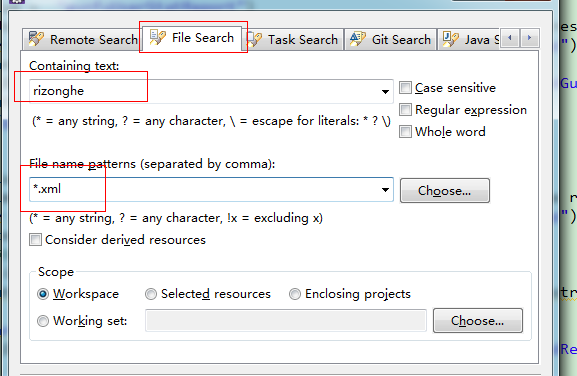 Remote Search File Search Task Search Git Search Java S
Containing text:
rizonghe
Case sensitive
(* = any string, ? = any character, \ = escape for literals: * ? \)
Regular expression
Whole word
File name patterns (separated by comma):
*.xml
Choose...
(* = any string, ? = any character, !x = excluding x)
Consider derived resources
Scope
Workspace Selected resources Enclosing projects
Working set: Choose...